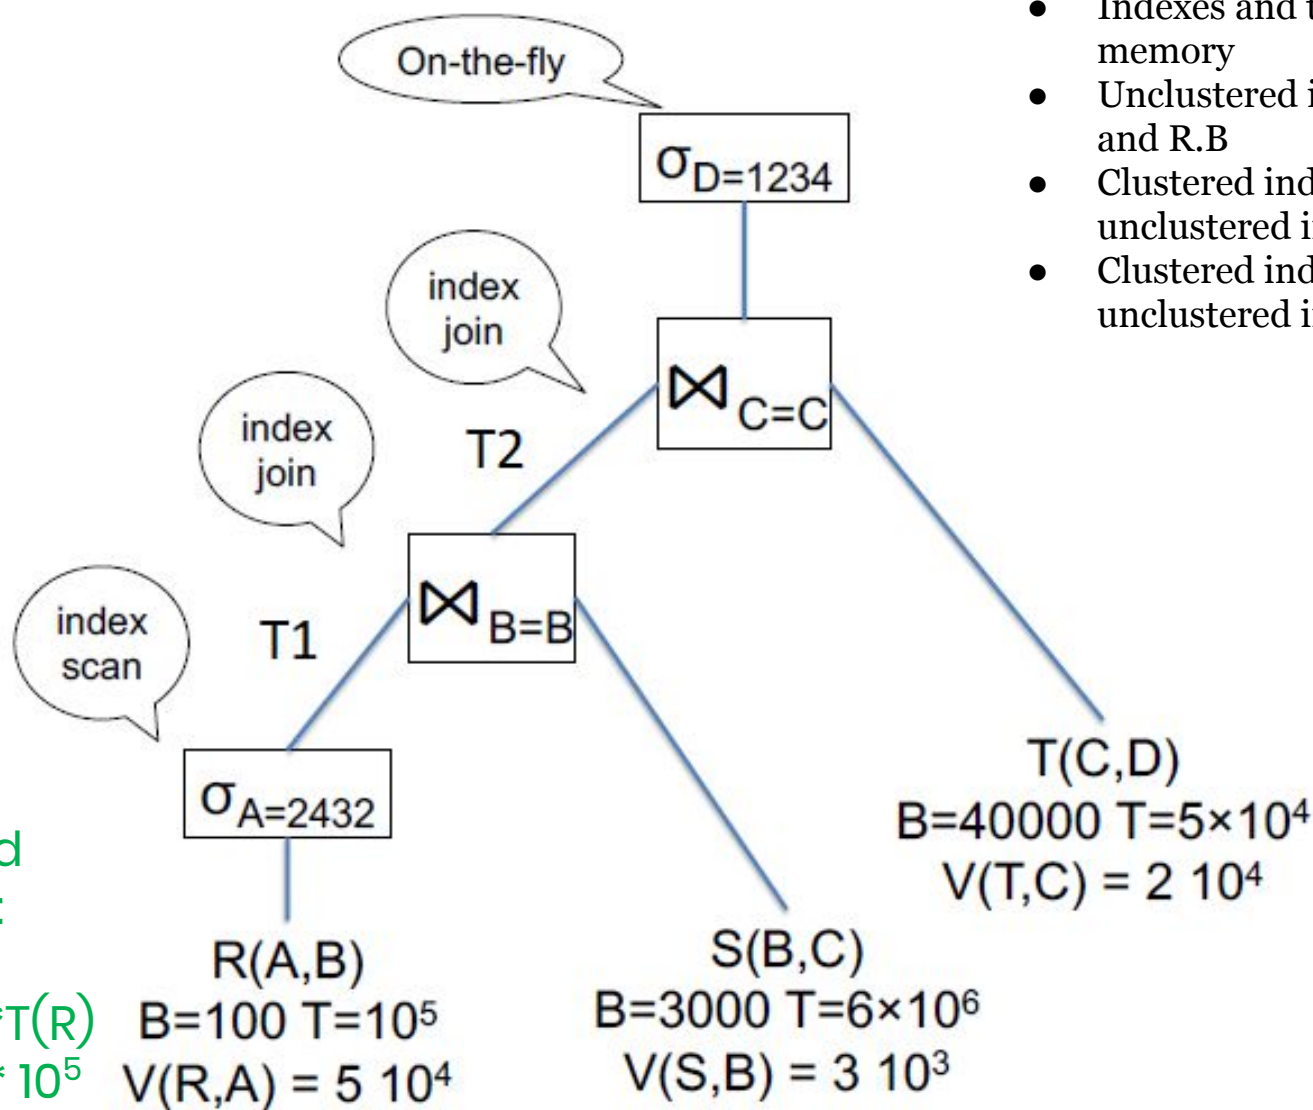 ● Indexes and
memory
● Unclustered
and R.B
● Clustered
unclustered
● Clustered
unclustered
On-the-fly
σD=1234
index
join
⋈ C=C
T2
index
join
⋈ B=B
T1
index
scan
σA=2432
T(C,D)
B=40000 T=5×10⁴
V(T,C) = 2 10⁴
S(B,C)
B=3000 T=6×10⁶
V(S,B) = 3 10³
R(A,B)
B=100 T=10⁵
V(R,A) = 5 10⁴
*T(R)
* 10⁵